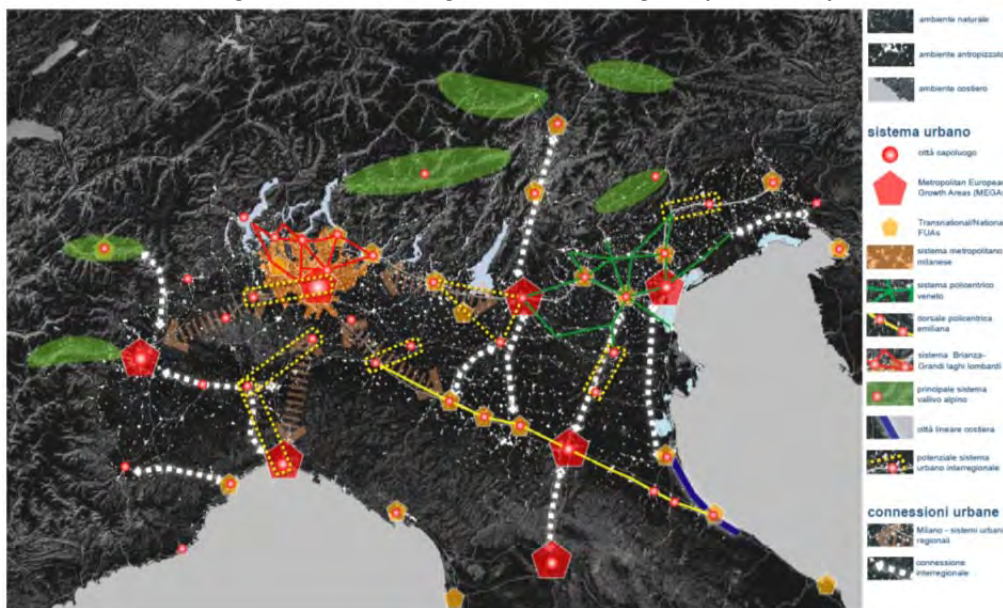 ambiente naturale
ambiente antropizzato
ambiente costiero
sistema urbano
città capoluogo
Metropolitan European
Growth Areas (MEGAs
Transnational/National
FUAs
sistema metropolitano
milanese
sistema policentrico
veneto
dorsale policentrica
emiliana
sistema Brianza-
Grandi laghi lombardi
principale sistema
vallivo alpino
città lineare costiera
potenziale sistema
urbano interregionale
connessioni urbane
Milano - sistemi urbani
regionali
connessione
interregionale